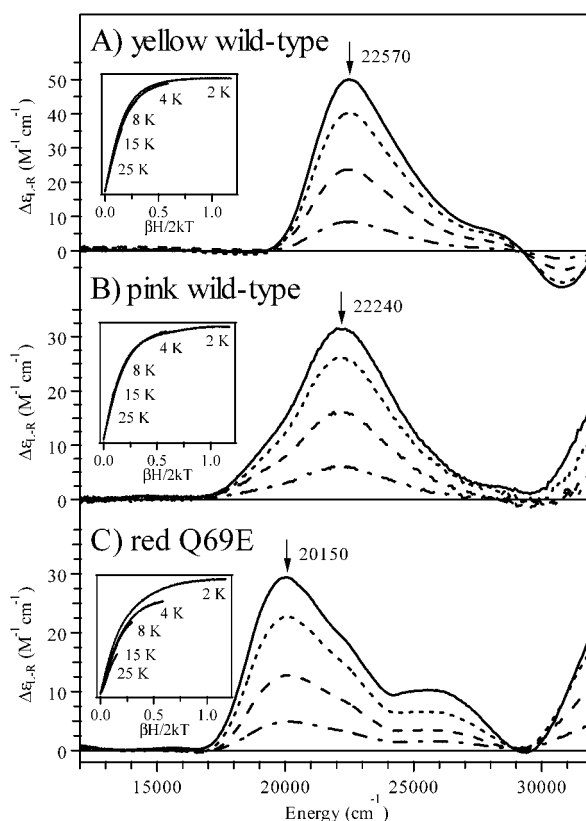 A) yellow wild-type
22570
50
40
30
20
10
0
Δε_L-R (M⁻¹ cm⁻¹)
2 K
4 K
8 K
15 K
25 K
0.0 0.5 1.0
βH/2kT
B) pink wild-type
22240
30
20
10
0
Δε_L-R (M⁻¹ cm⁻¹)
2 K
4 K
8 K
15 K
25 K
0.0 0.5 1.0
βH/2kT
C) red Q69E
20150
30
20
10
0
Δε_L-R (M⁻¹ cm⁻¹)
2 K
4 K
8 K
15 K
25 K
0.0 0.5 1.0
βH/2kT
15000 20000 25000 30000
Energy (cm⁻¹)